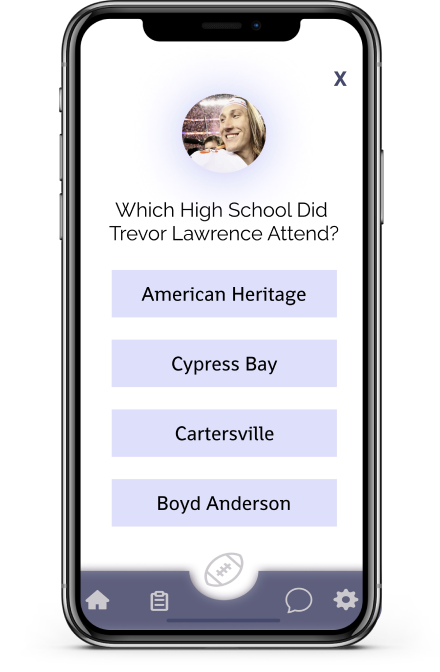 X
Which High School Did
Trevor Lawrence Attend?
American Heritage
Cypress Bay
Cartersville
Boyd Anderson